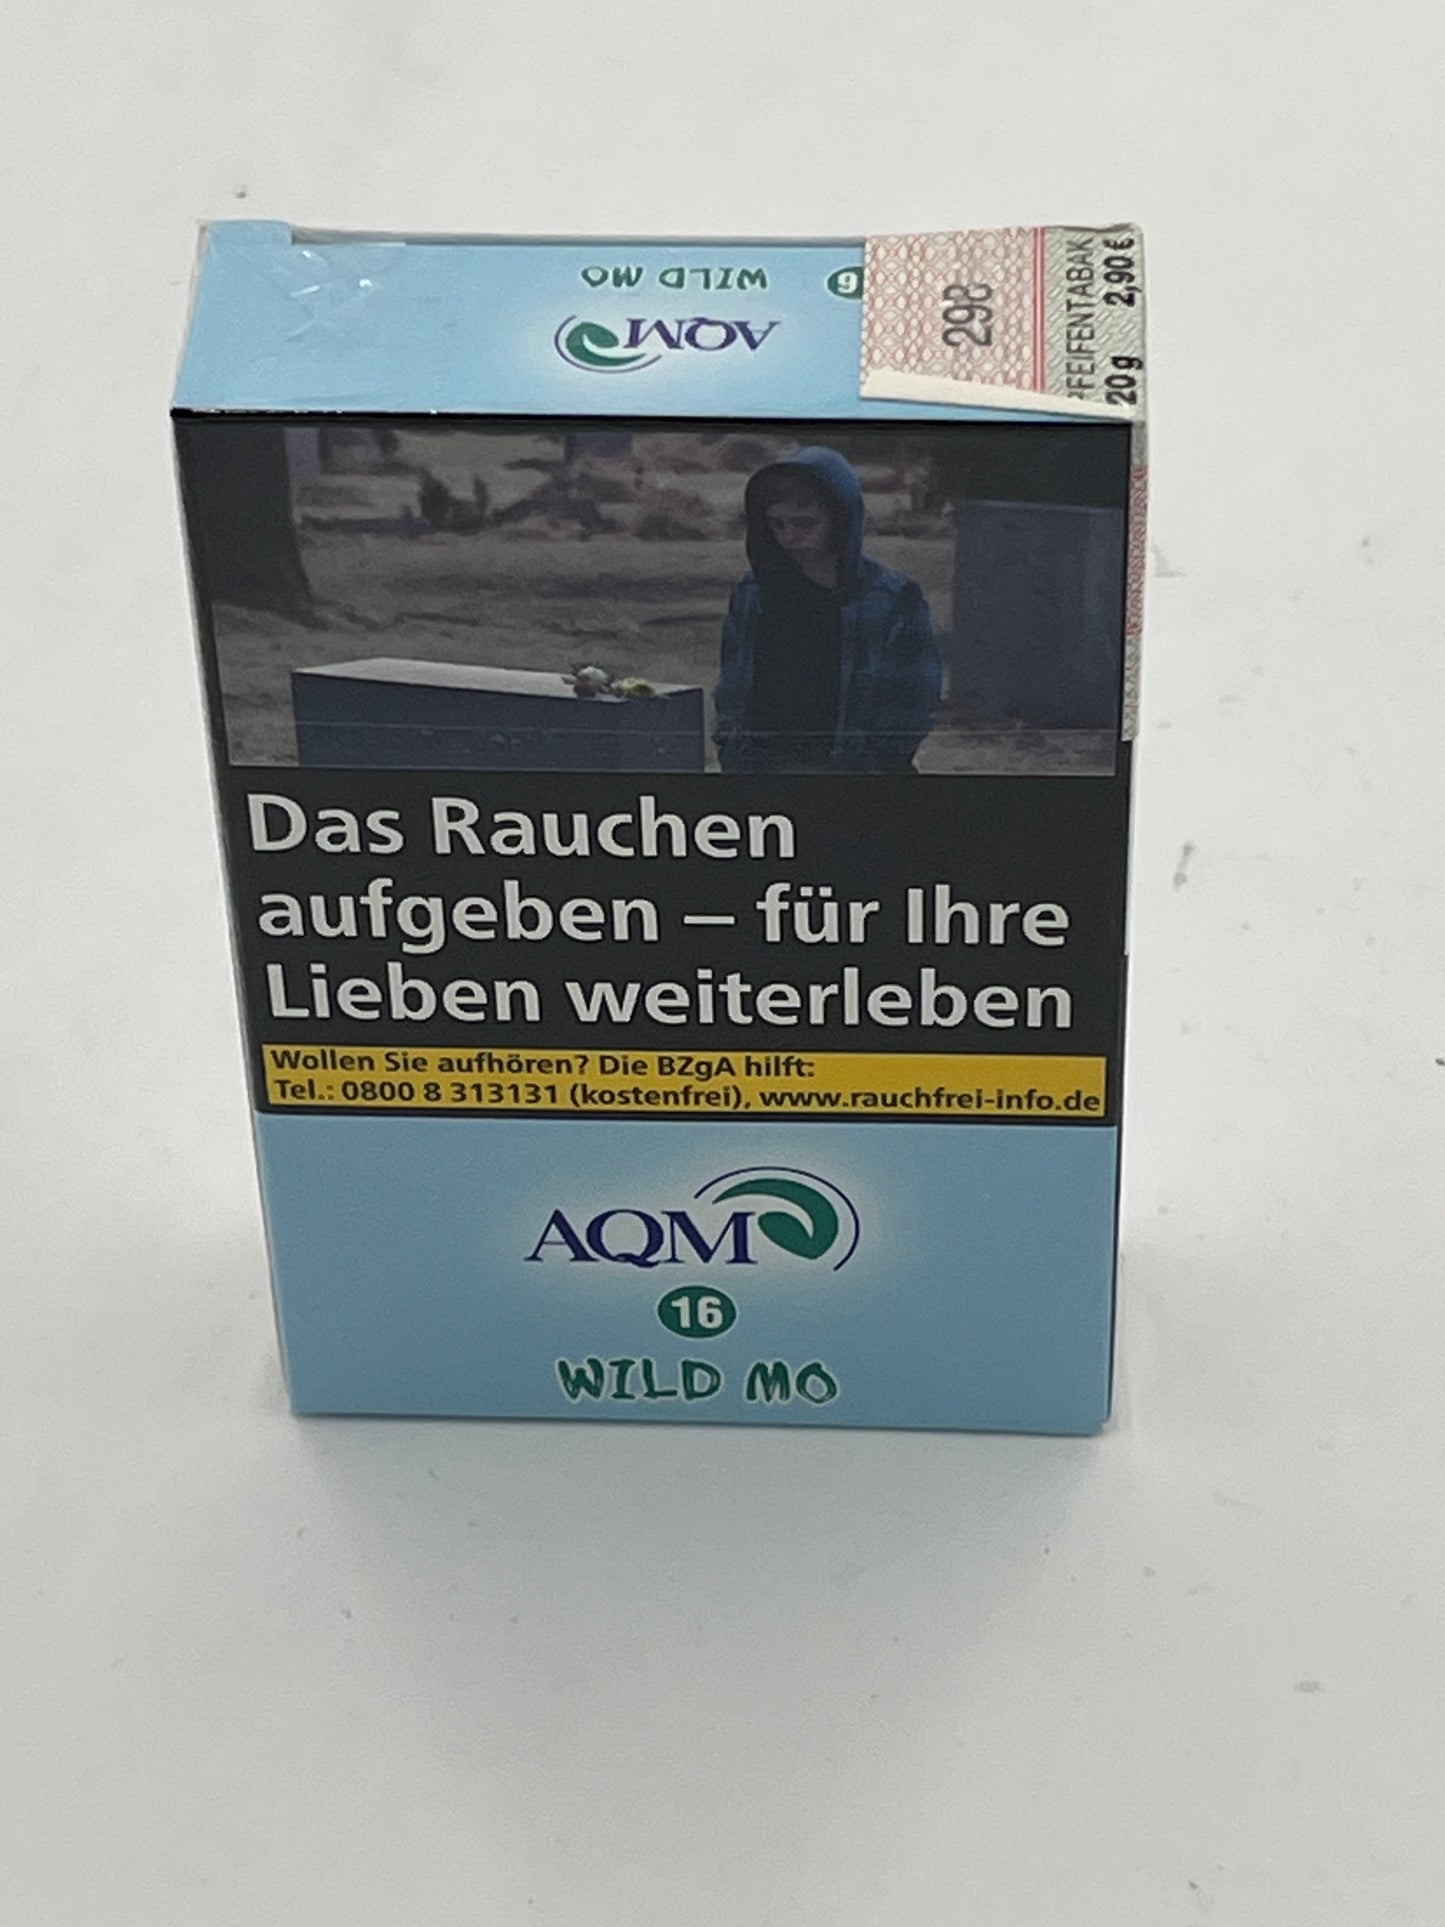 WILD MO
AQM
298
PFEIFENTABAK
20g 2,90 €
Das Rauchen
aufgeben – für Ihre
Lieben weiterleben
Wollen Sie aufhören? Die BZgA hilft:
Tel.: 0800 8 313131 (kostenfrei), www.rauchfrei-info.de
AQM
16
WILD MO